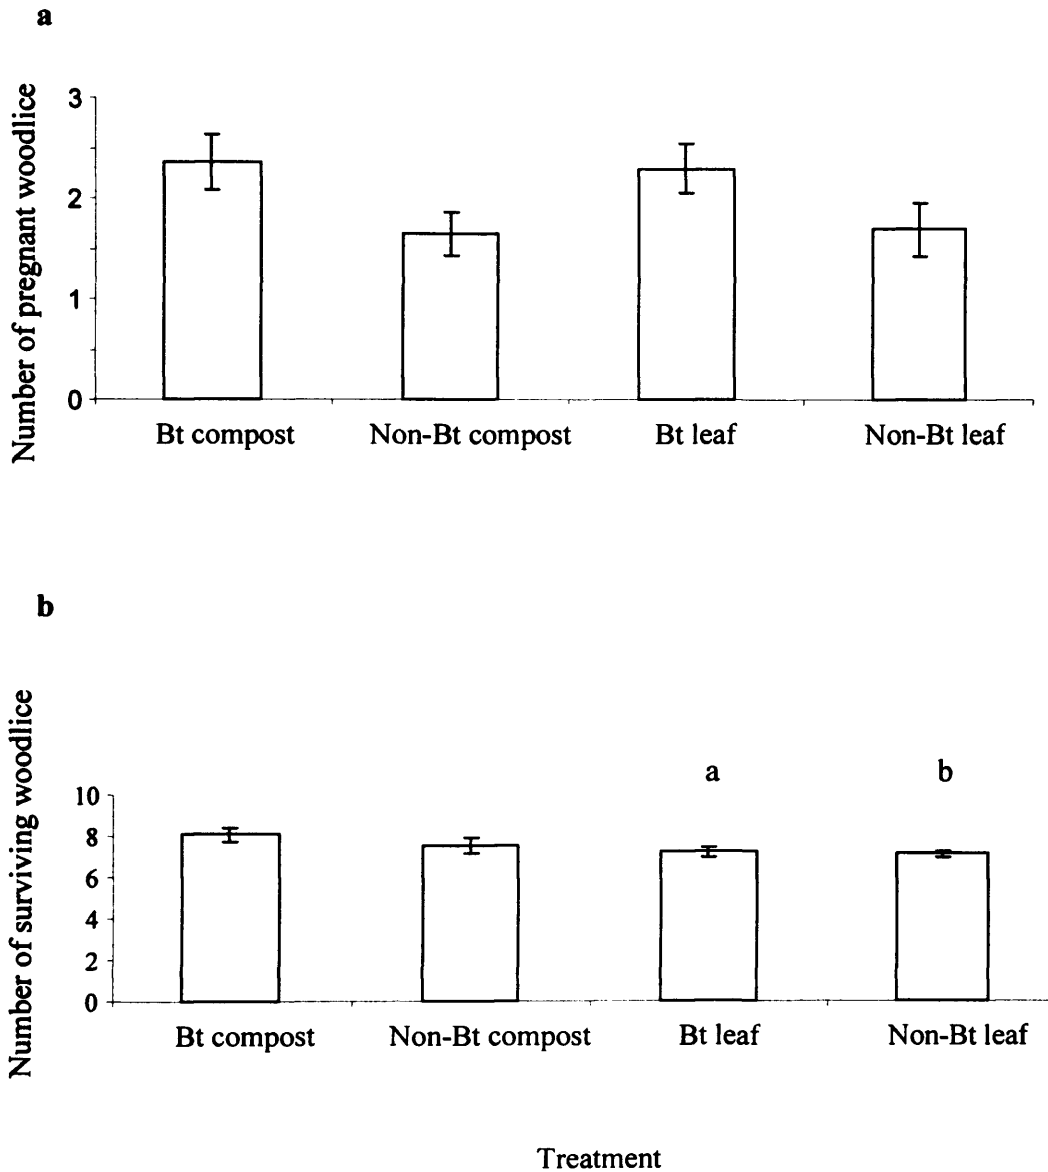 a
Number of pregnant woodlice
3
2
1
0
Bt compost Non-Bt compost Bt leaf Non-Bt leaf
b
Number of surviving woodlice
a b
10
8
6
4
2
0
Bt compost Non-Bt compost Bt leaf Non-Bt leaf
Treatment